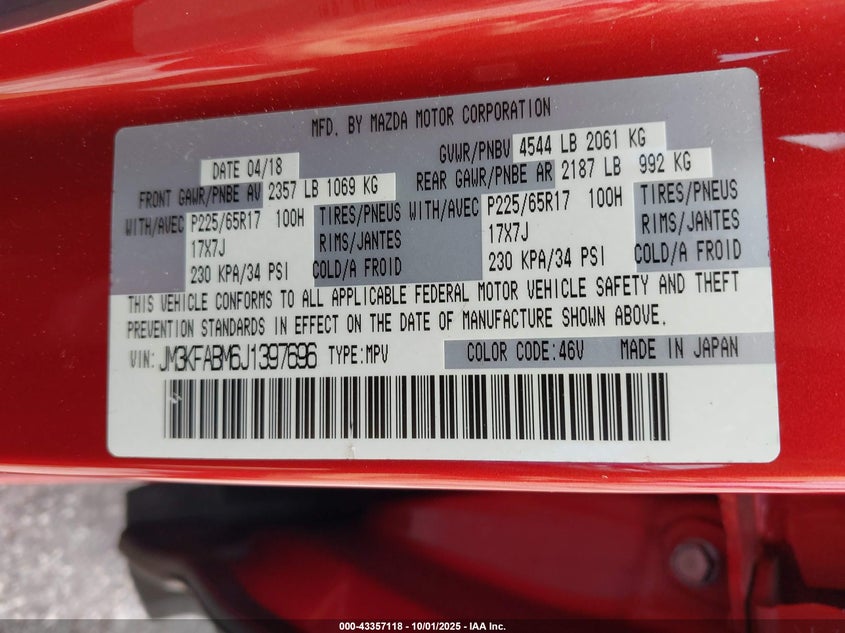 MFD. BY MAZDA MOTOR CORPORATION
DATE 04/18 GVWR/PNBV 4544 LB 2061 KG
FRONT GAWR/PNBE AV 2357 LB 1069 KG REAR GAWR/PNBE AR 2187 LB 992 KG
WITH/AVEC P225/65R17 100H TIRES/PNEUS WITH/AVEC P225/65R17 100H TIRES/PNEUS
17X7J RIMS/JANTES 17X7J RIMS/JANTES
230 KPA/34 PSI COLD/A FROID 230 KPA/34 PSI COLD/A FROID
THIS VEHICLE CONFORMS TO ALL APPLICABLE FEDERAL MOTOR VEHICLE SAFETY AND THEFT
PREVENTION STANDARDS IN EFFECT ON THE DATE OF MANUFACTURE SHOWN ABOVE.
VIN: JM3KFABM6J1397696 TYPE:MPV COLOR CODE:46V MADE IN JAPAN
000-43357118 - 10/01/2025 - IAA Inc.